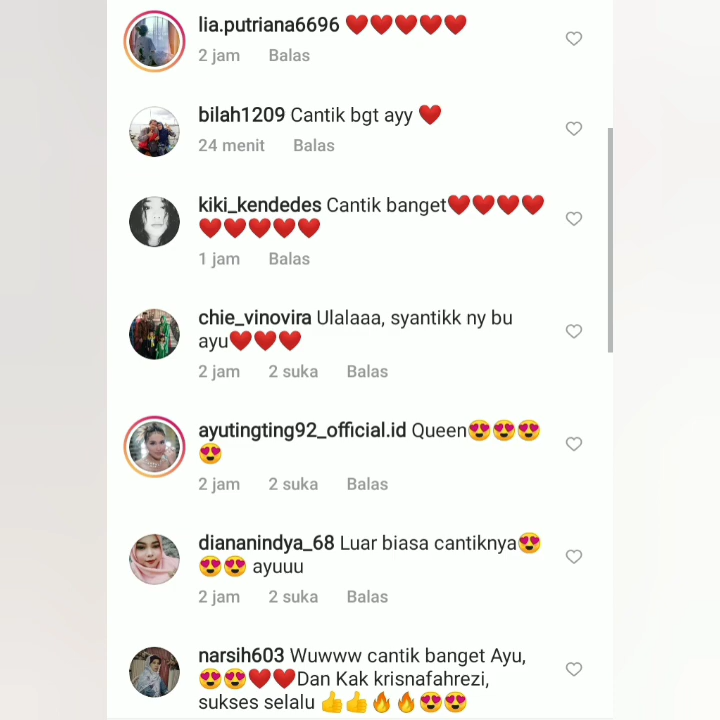 lia.putriana6696 ❤❤❤❤❤
2 jam Balas
bilah1209 Cantik bgt ayy ❤
24 menit Balas
kiki_kendedes Cantik banget❤❤❤❤
❤❤❤❤❤
1 jam Balas
chie_vinovira Ulalaaa, syantikk ny bu
ayu❤❤❤
2 jam 2 suka Balas
ayutingting92_official.id Queen😍😍😍
😍
2 jam 2 suka Balas
diananindya_68 Luar biasa cantiknya😍
😍😍 ayuuu
2 jam 2 suka Balas
narsih603 Wuwww cantik banget Ayu,
😍😍❤❤Dan Kak krisnafahrezi,
sukses selalu 👍👍🔥🔥😍😍